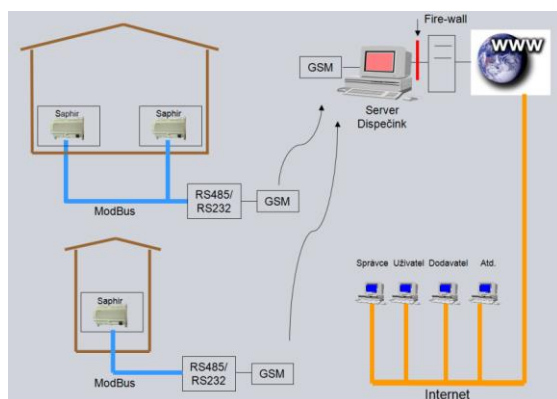 Fire-wall
WWW
GSM
Server
Dispečink
Saphir
Saphir
RS485/
RS232
GSM
ModBus
Správce
Uživatel
Dodavatel
Atd.
Saphir
RS485/
RS232
GSM
ModBus
Internet